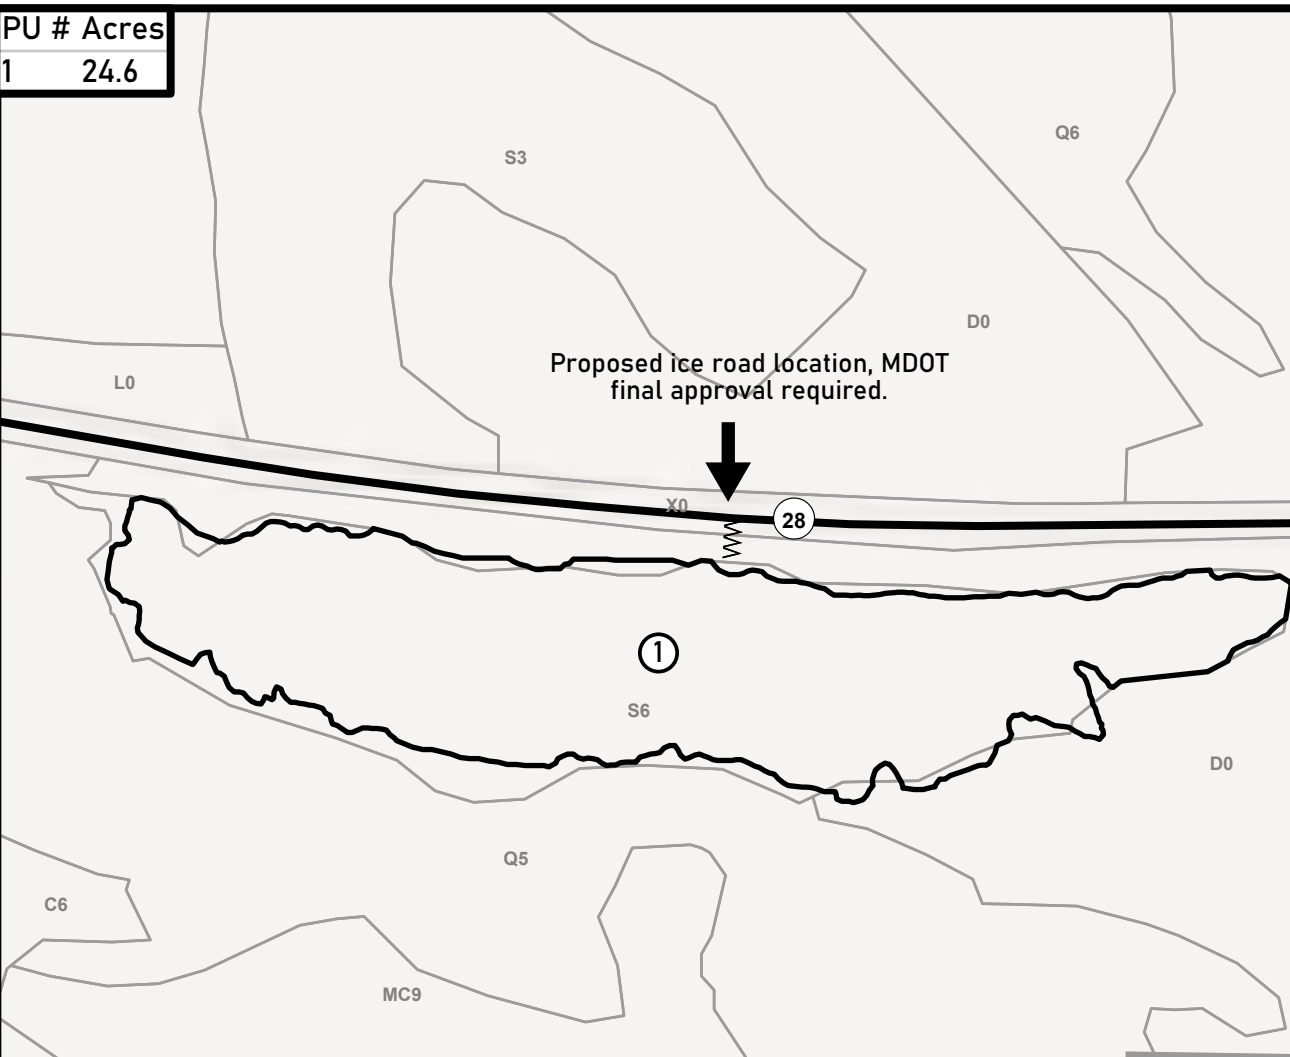 PU # Acres
1 24.6
S3
Q6
D0
Proposed ice road location, MDOT
final approval required.
L0
X0
28
1
S6
D0
Q5
C6
MC9